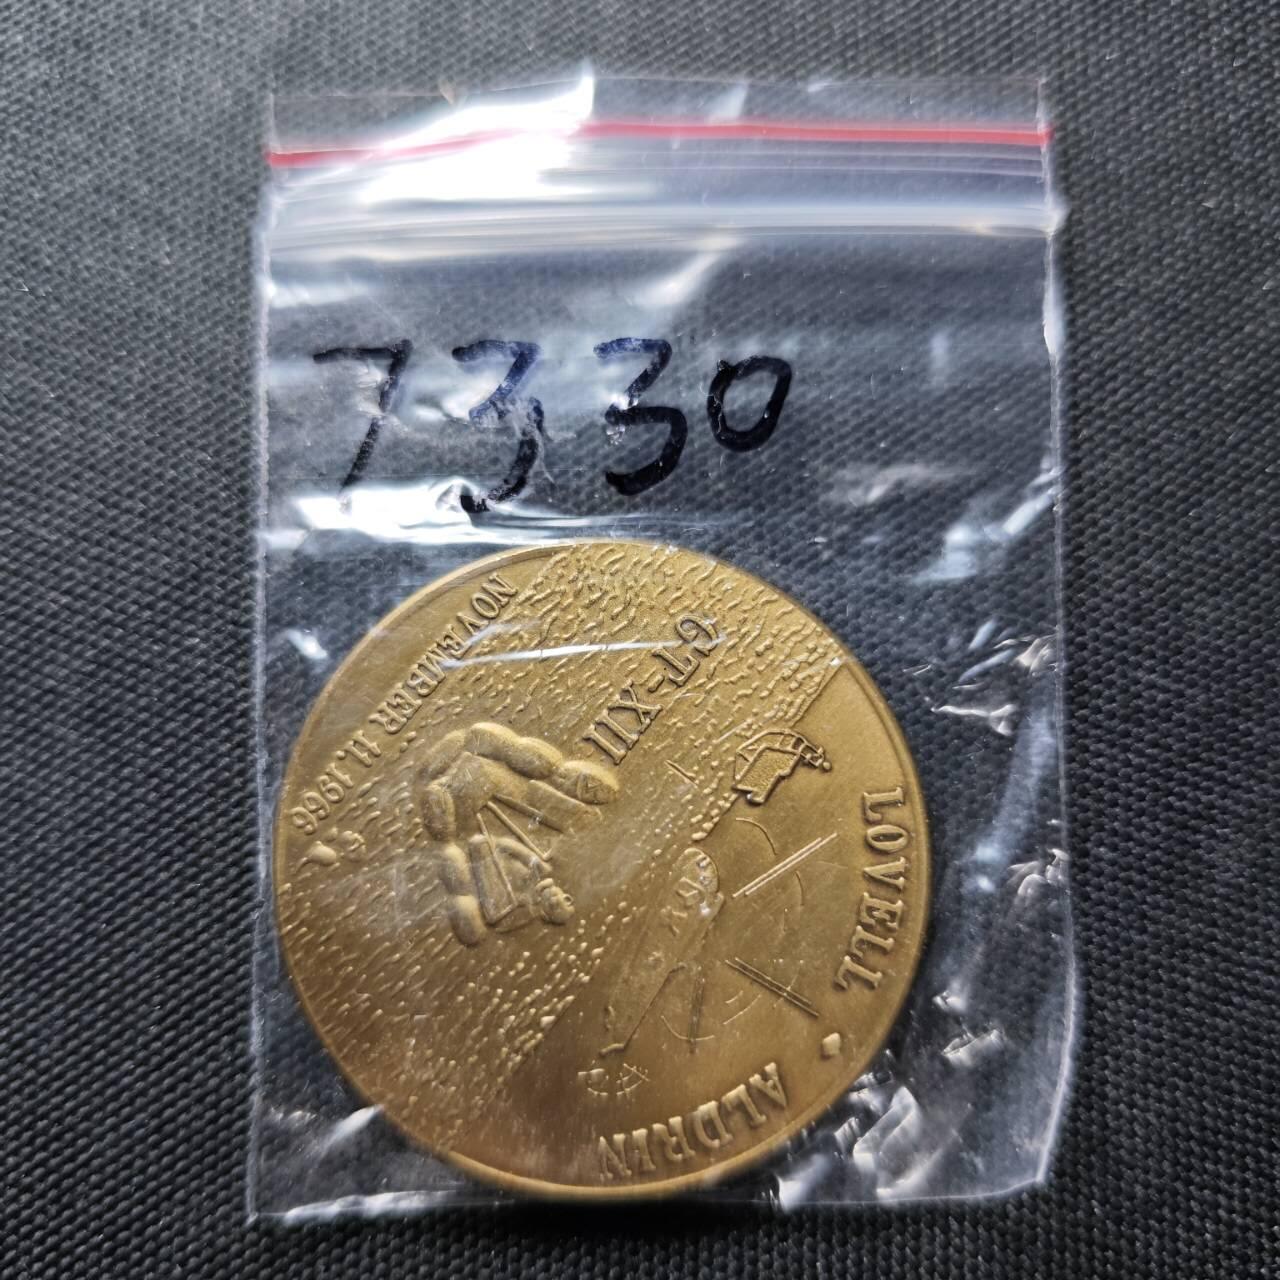 7330
LOVELL • ALDRIN
GT-XII
NOVEMBER 11, 1966